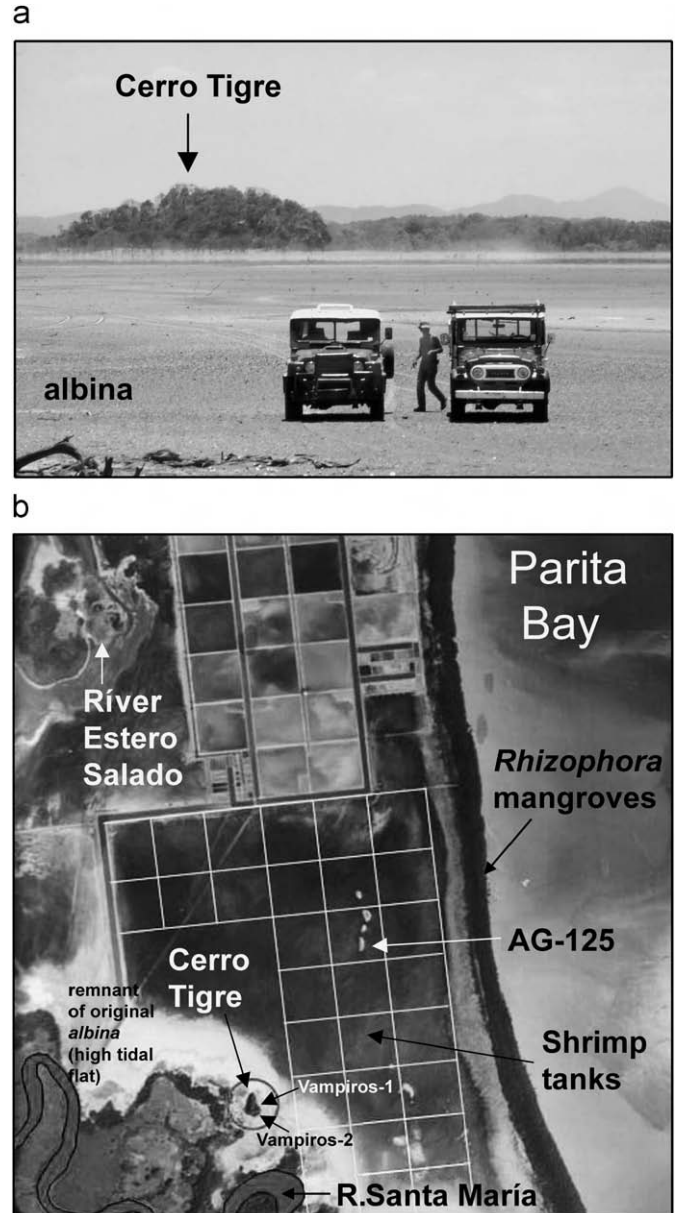 a
Cerro Tigre
albina
b
Parita
Bay
Ríver
Estero
Salado
Rhizophora
mangroves
AG-125
Cerro
Tigre
remnant
of original
albina
(high tidal
flat)
Vampiros-1
Vampiros-2
Shrimp
tanks
R.Santa María